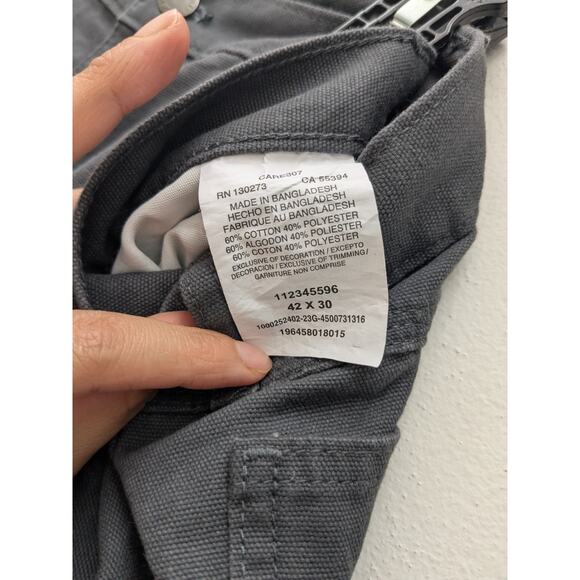 CARE307
RN 130273 CA 55394
MADE IN BANGLADESH
HECHO EN BANGLADESH
FABRIQUE AU BANGLADESH
60% COTTON 40% POLYESTER
60% ALGODON 40% POLIESTER
60% COTON 40% POLYESTER
EXCLUSIVE OF DECORATION / EXCEPTO
DECORACION / EXCLUSIVE OF TRIMMING /
GARNITURE NON COMPRISE
112345596
42 X 30
1000252402-23G-4500731316
196458018015